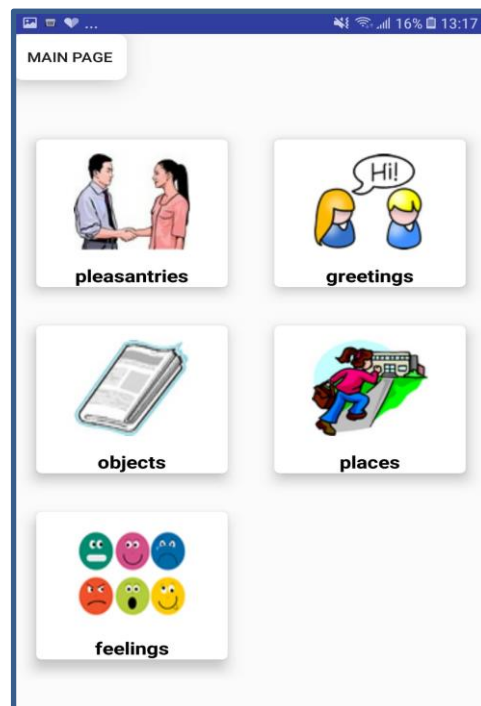 ... 16% 13:17
MAIN PAGE
Hi!
pleasantries
greetings
objects
places
feelings